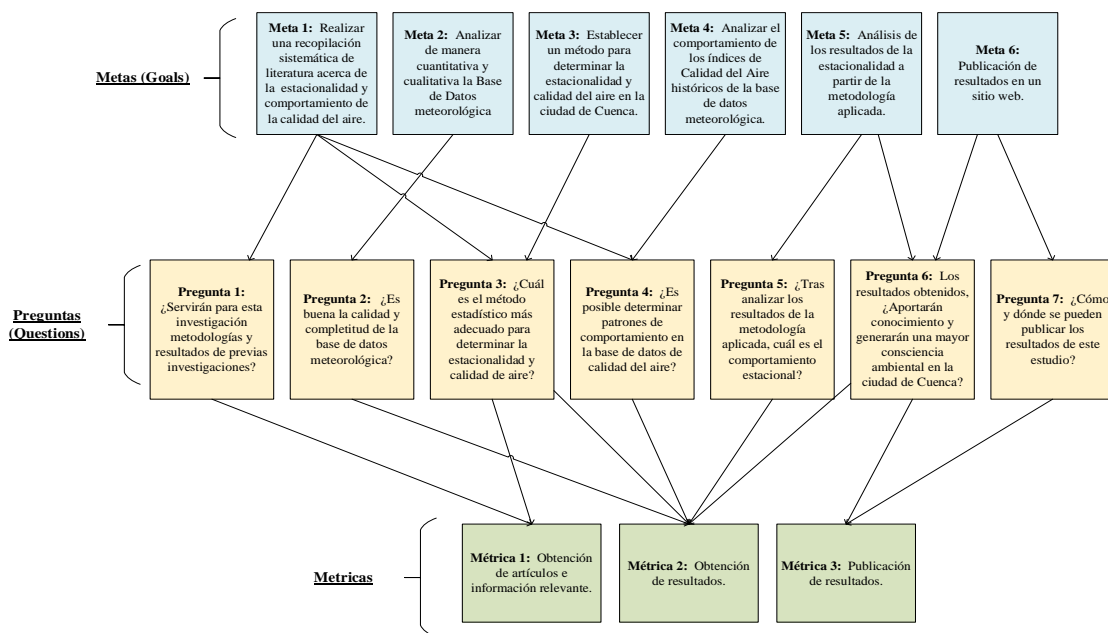 Metas (Goals)
Meta 1: Realizar
una recopilación
sistemática de
literatura acerca de
la estacionalidad y
comportamiento de
la calidad del aire.
Meta 2: Analizar
de manera
cuantitativa y
cualitativa la Base
de Datos
meteorológica
Meta 3: Establecer
un método para
determinar la
estacionalidad y
calidad del aire en la
ciudad de Cuenca.
Meta 4: Analizar el
comportamiento de
los índices de
Calidad del Aire
históricos de la base
de datos
meteorológica.
Meta 5: Análisis de
los resultados de la
estacionalidad a
partir de la
metodología
aplicada.
Meta 6:
Publicación de
resultados en un
sitio web.
Preguntas
(Questions)
Pregunta 1:
¿Servirán para esta
investigación
metodologías y
resultados de previas
investigaciones?
Pregunta 2: ¿Es
buena la calidad y
completitud de la
base de datos
meteorológica?
Pregunta 3: ¿Cuál
es el método
estadístico más
adecuado para
determinar la
estacionalidad y
calidad de aire?
Pregunta 4: ¿Es
posible determinar
patrones de
comportamiento en
la base de datos de
calidad del aire?
Pregunta 5: ¿Tras
analizar los
resultados de la
metodología
aplicada, cuál es el
comportamiento
estacional?
Pregunta 6: Los
resultados obtenidos,
¿Aportarán
conocimiento y
generarán una mayor
consciencia
ambiental en la
ciudad de Cuenca?
Pregunta 7: ¿Cómo
y dónde se pueden
publicar los
resultados de este
estudio?
Metricas
Métrica 1: Obtención
de artículos e
información relevante.
Métrica 2: Obtención
de resultados.
Métrica 3: Publicación
de resultados.